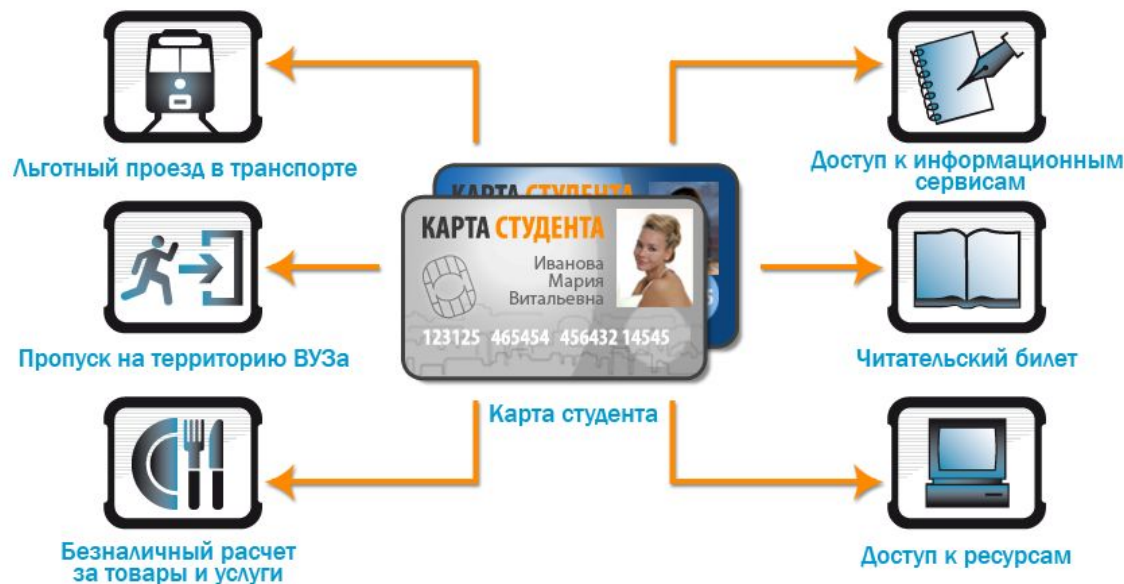 Льготный проезд в транспорте
Доступ к информационным
сервисам
КАРТА СТУДЕНТА
КАРТА СТУДЕНТА
Иванова
Мария
Витальевна
123125 465454 456432 14545
Пропуск на территорию ВУЗа
Читательский билет
Карта студента
Безналичный расчет
за товары и услуги
Доступ к ресурсам